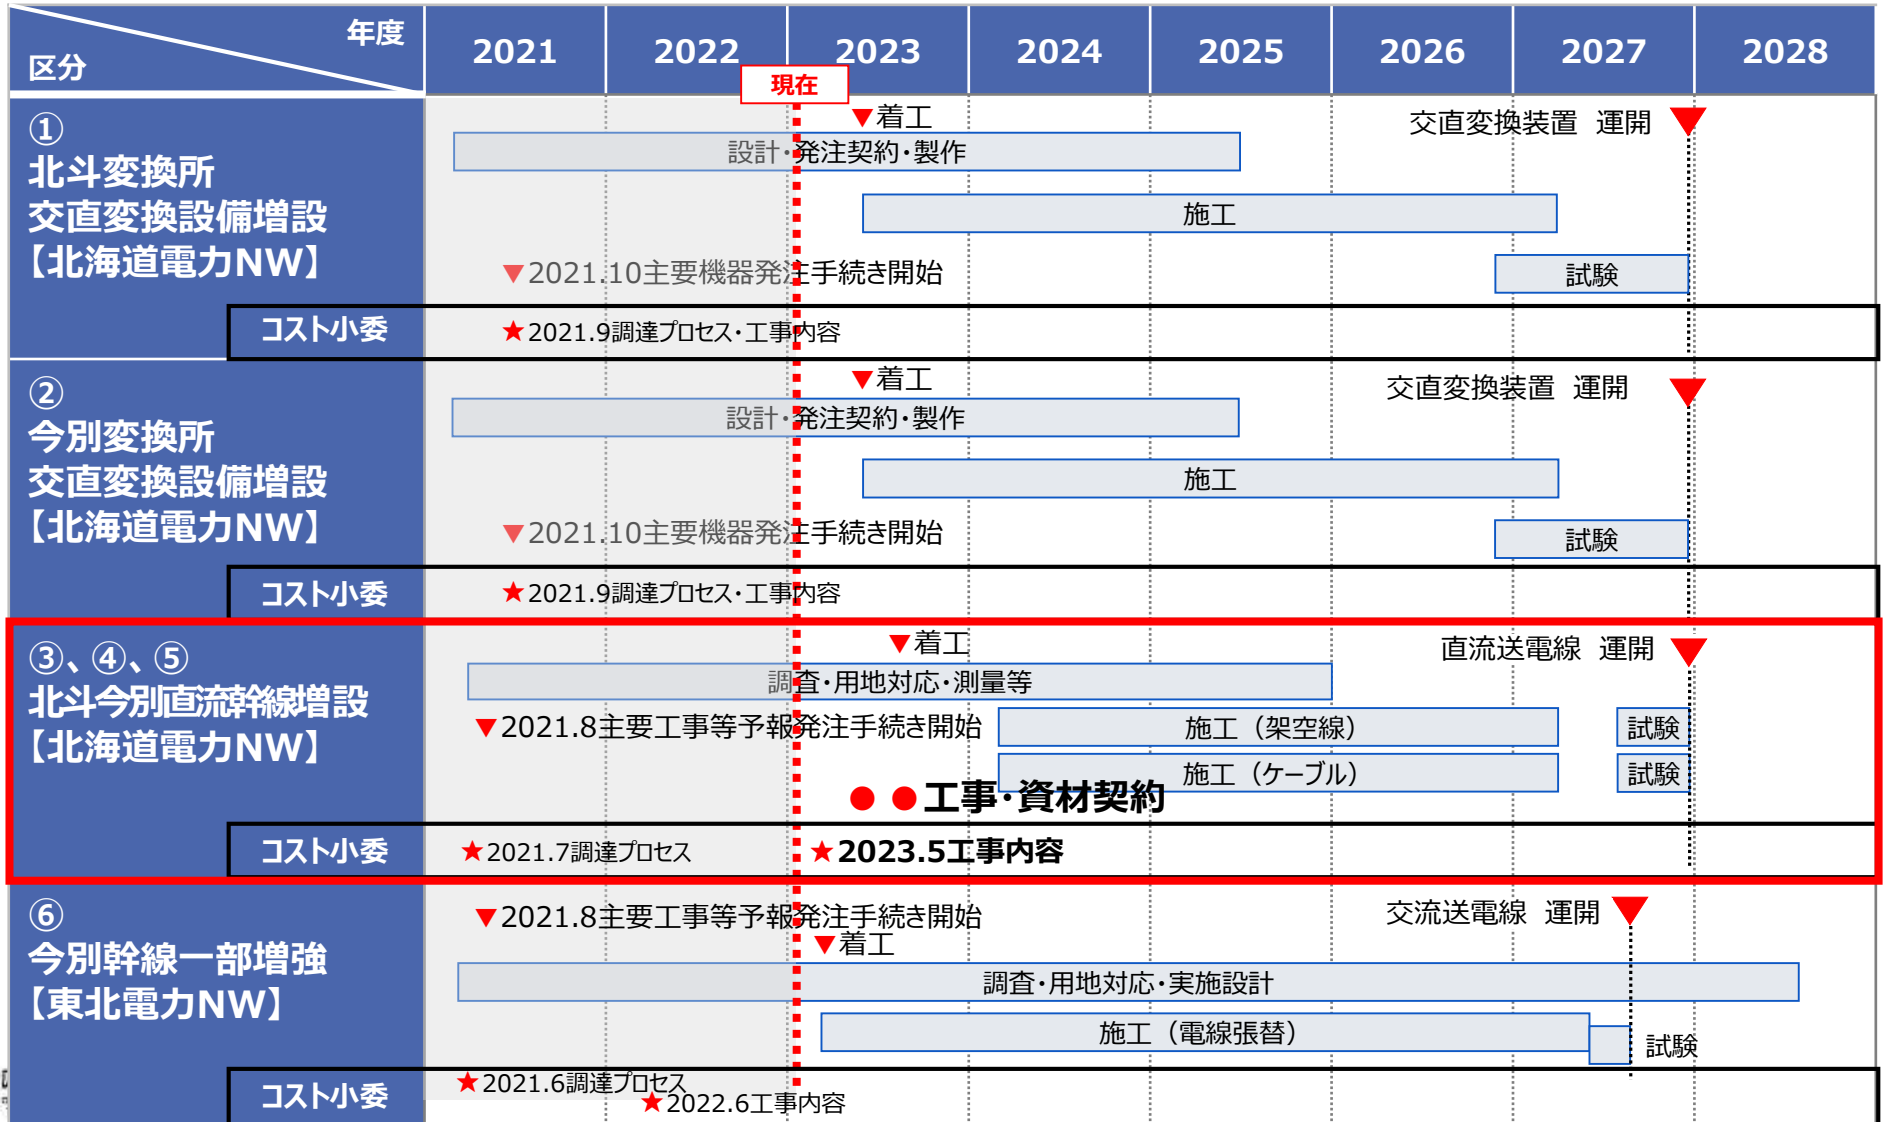 年度
区分
2021 2022 2023 2024 2025 2026 2027 2028
現在
①
北斗変換所
交直変換設備増設
【北海道電力NW】
▼着工
交直変換装置 運開
設計・発注契約・製作
施工
▼2021.10主要機器発注手続き開始
試験
コスト小委
★2021.9調達プロセス・工事内容
②
今別変換所
交直変換設備増設
【北海道電力NW】
▼着工
交直変換装置 運開
設計・発注契約・製作
施工
▼2021.10主要機器発注手続き開始
試験
コスト小委
★2021.9調達プロセス・工事内容
③、④、⑤
北斗今別直流幹線増設
【北海道電力NW】
▼着工
直流送電線 運開
調査・用地対応・測量等
▼2021.8主要工事等予報発注手続き開始
施工（架空線）
試験
施工（ケーブル）
試験
●●工事・資材契約
コスト小委
★2021.7調達プロセス
★2023.5工事内容
⑥
今別幹線一部増強
【東北電力NW】
▼2021.8主要工事等予報発注手続き開始
交流送電線 運開
▼着工
調査・用地対応・実施設計
施工（電線張替）
試験
コスト小委
★2021.6調達プロセス
★2022.6工事内容